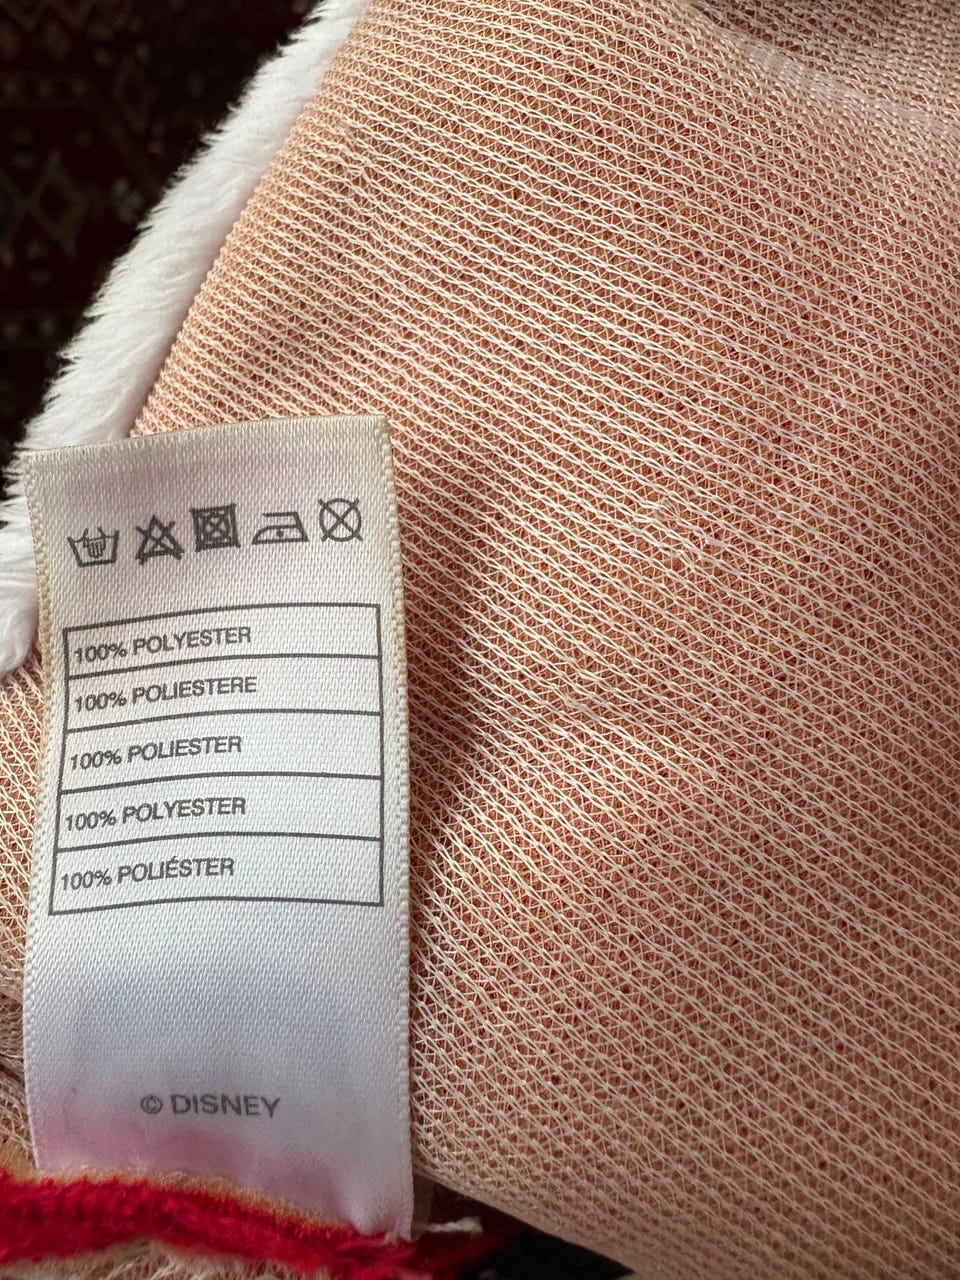 100% POLYESTER
100% POLIESTERE
100% POLIESTER
100% POLYESTER
100% POLIÉSTER
© DISNEY